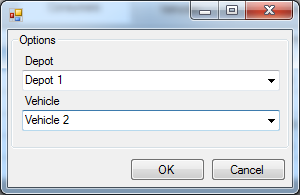 Options
Depot
Depot 1
Vehicle
Vehicle 2
OK
Cancel